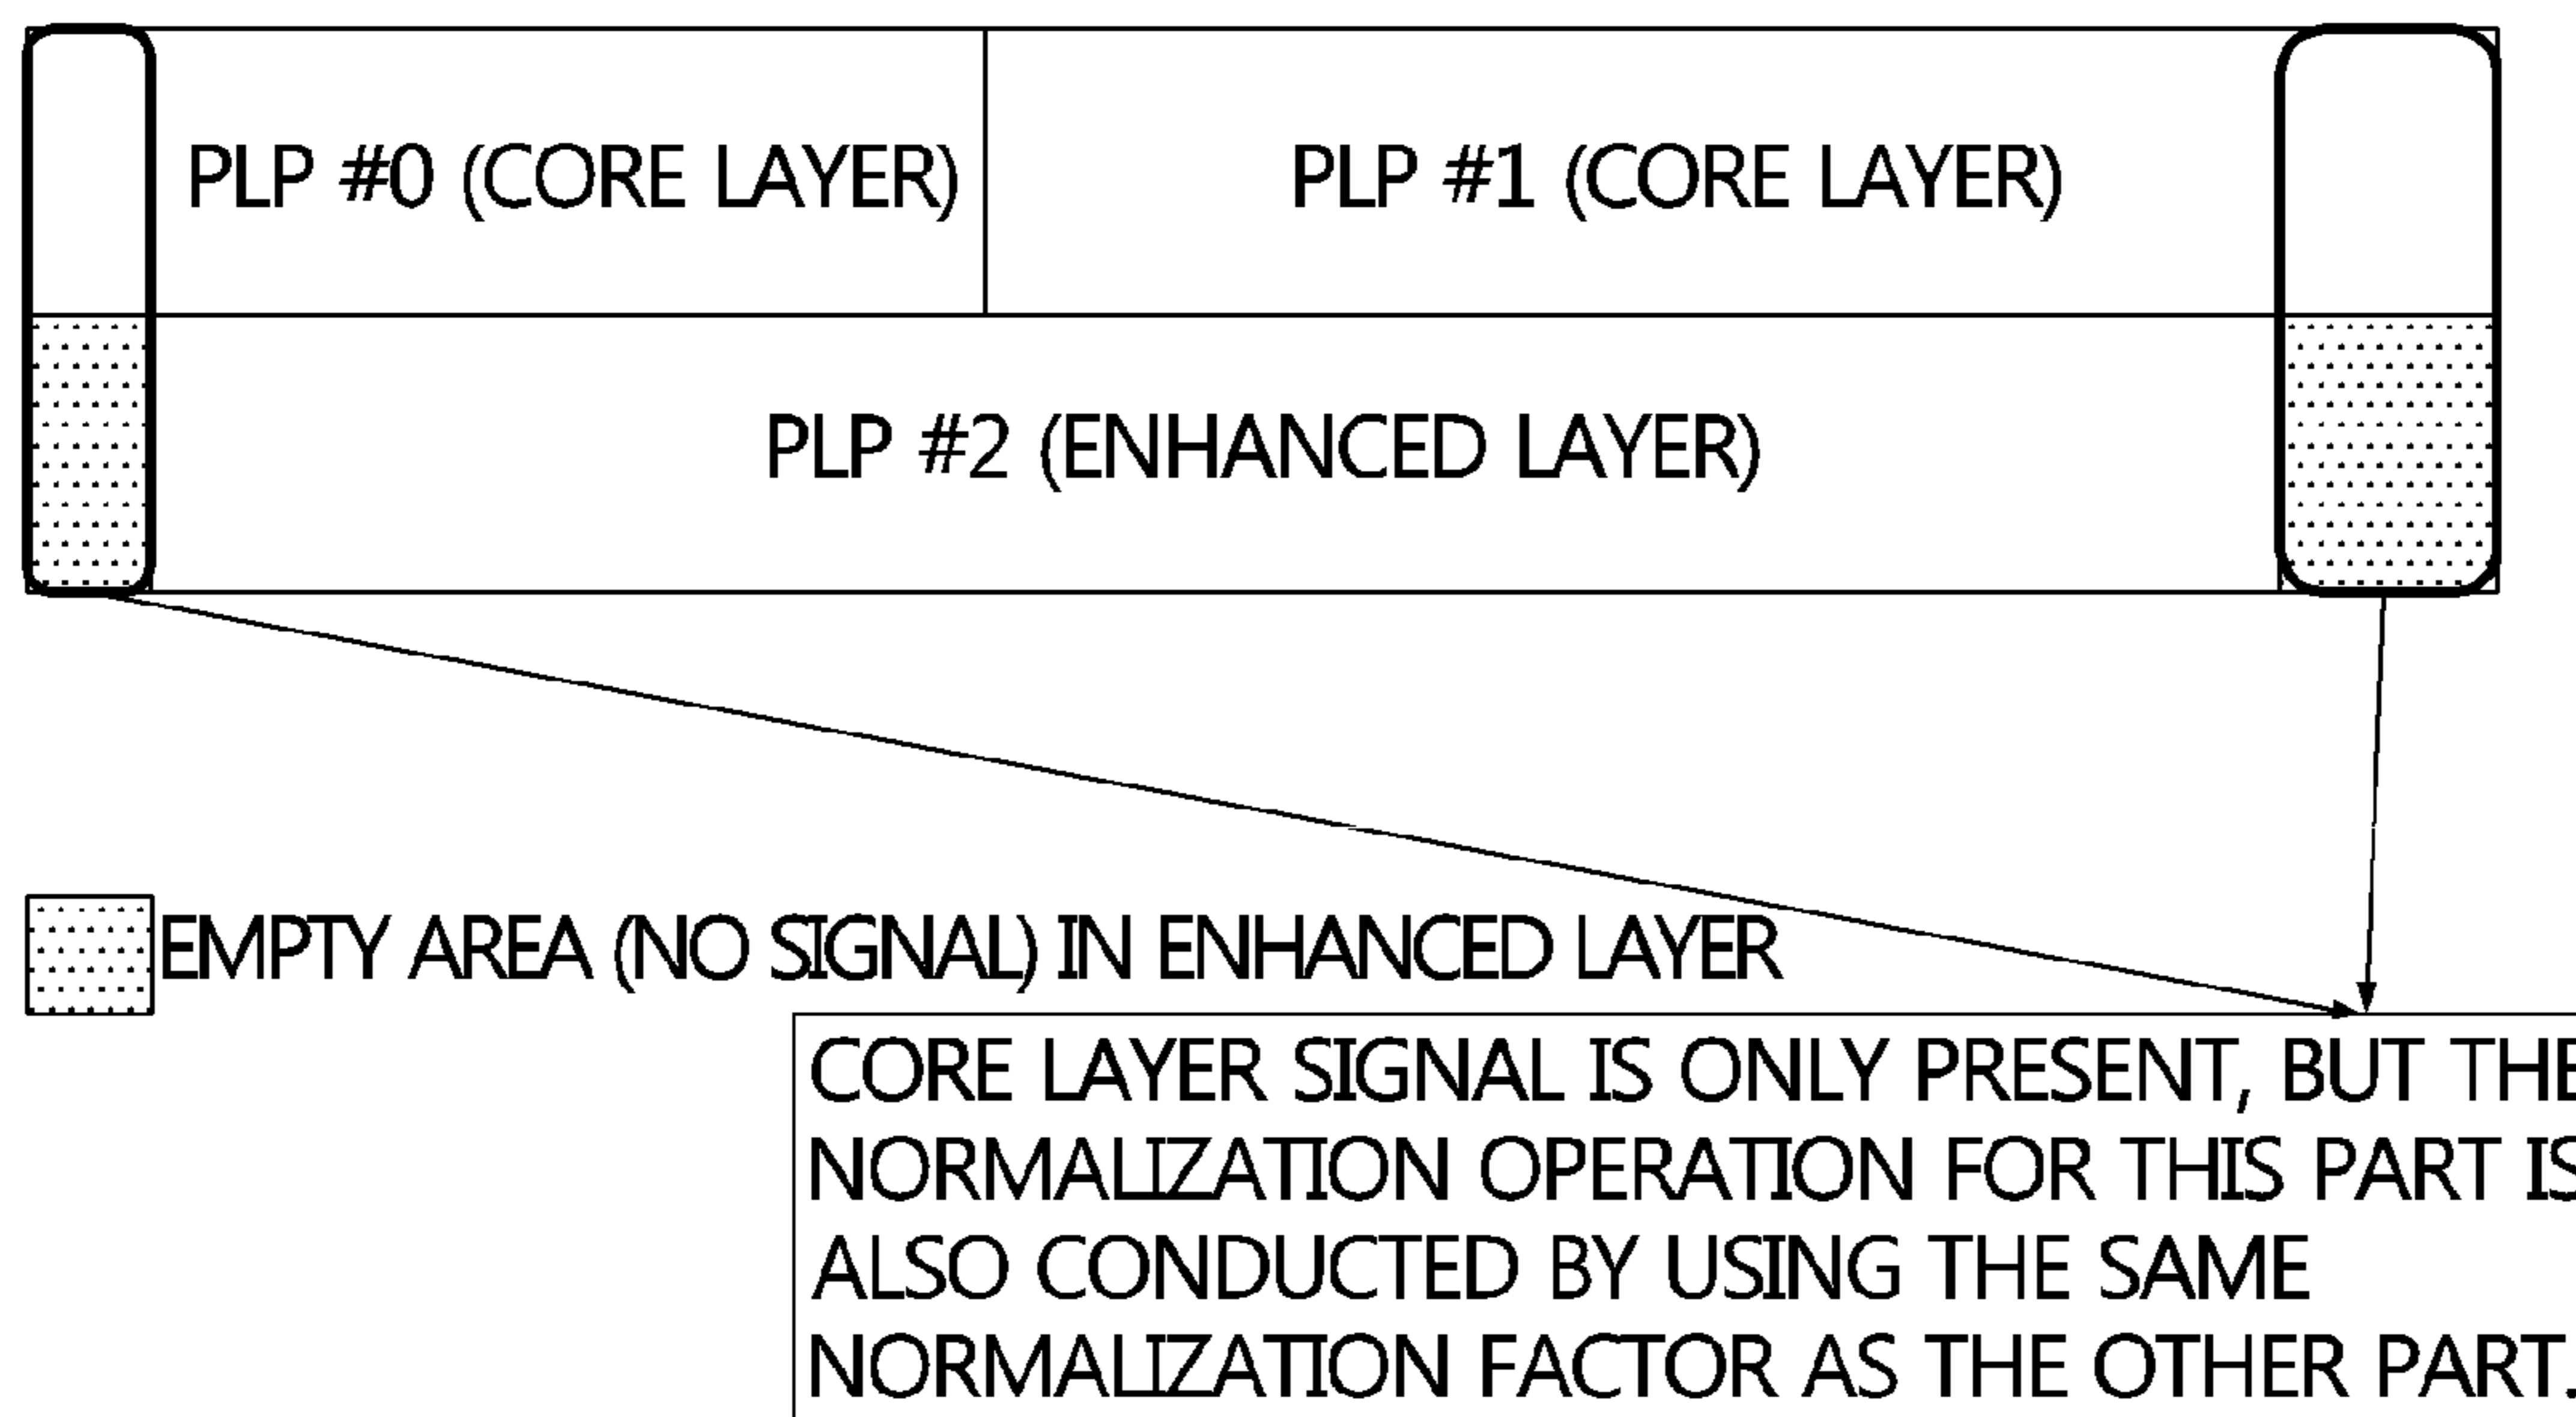 PLP #0 (CORE LAYER) PLP #1 (CORE LAYER)
PLP #2 (ENHANCED LAYER)
EMPTY AREA (NO SIGNAL) IN ENHANCED LAYER
CORE LAYER SIGNAL IS ONLY PRESENT, BUT THE
NORMALIZATION OPERATION FOR THIS PART IS
ALSO CONDUCTED BY USING THE SAME
NORMALIZATION FACTOR AS THE OTHER PART.